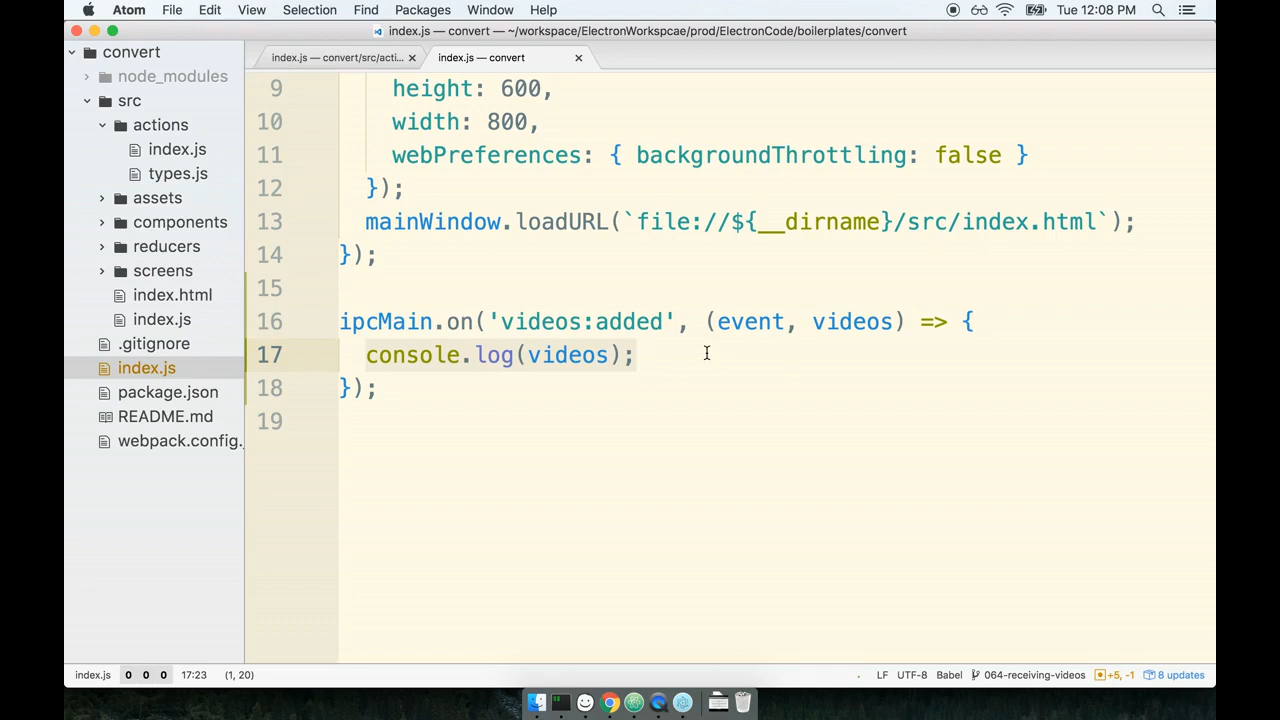 Atom File Edit View Selection Find Packages Window Help Tue 12:08 PM
index.js — convert — ~/workspace/ElectronWorkspcae/prod/ElectronCode/boilerplates/convert
convert
node_modules
src
actions
index.js
types.js
assets
components
reducers
screens
index.html
index.js
.gitignore
index.js
package.json
README.md
webpack.config.
index.js — convert/src/acti... index.js — convert
9 height: 600,
10 width: 800,
11 webPreferences: { backgroundThrottling: false }
12 });
13 mainWindow.loadURL(`file://${__dirname}/src/index.html`);
14 });
15
16 ipcMain.on('videos:added', (event, videos) => {
17 console.log(videos);
18 });
19
index.js 0 0 0 17:23 (1, 20) LF UTF-8 Babel 064-receiving-videos +5, -1 8 updates